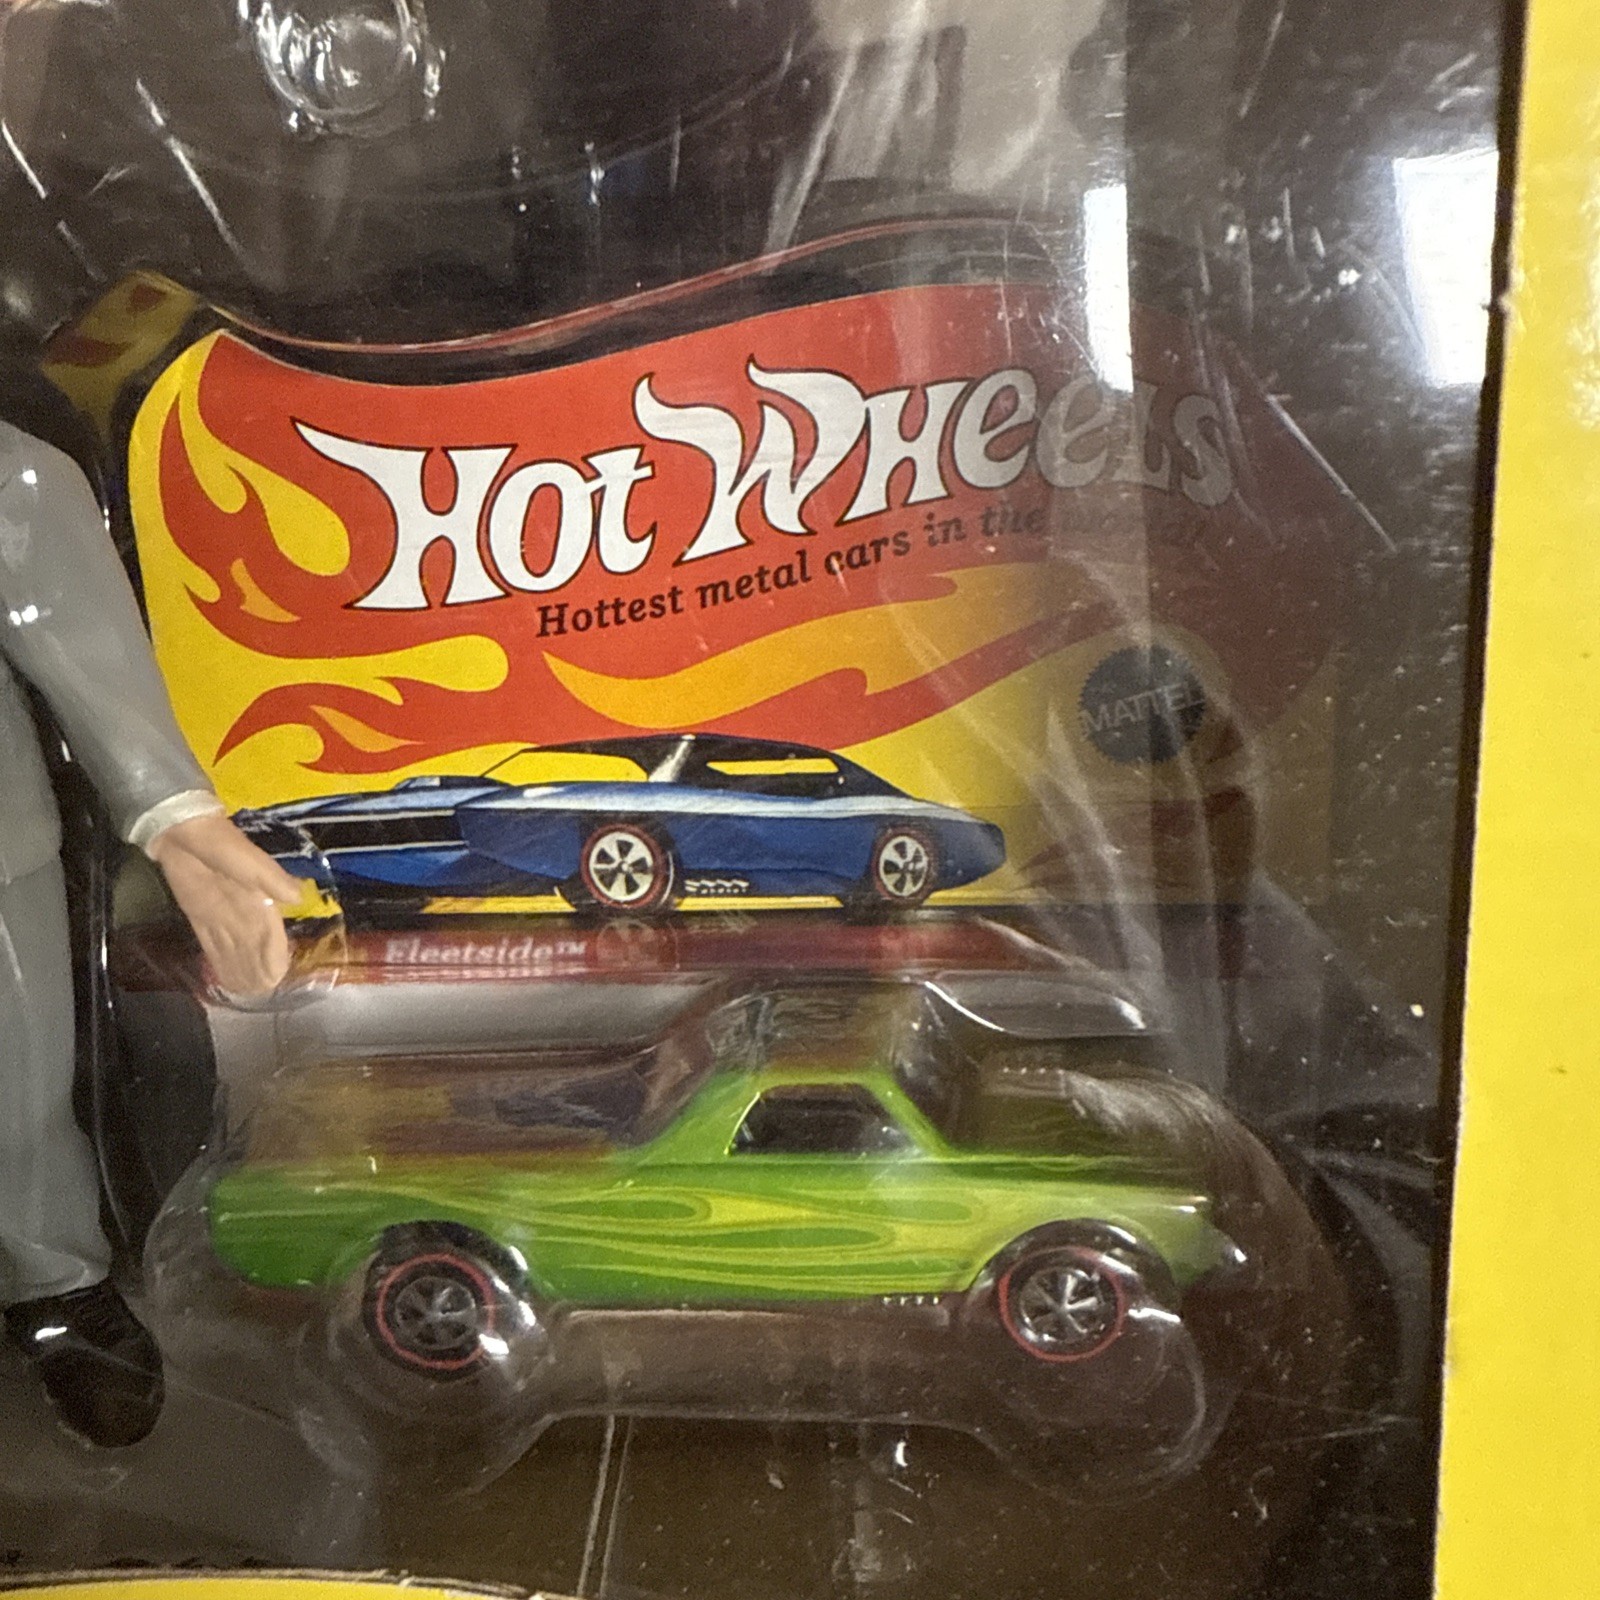 Hot Wheels
Hottest metal cars in the
MATTEL
Fleetside™